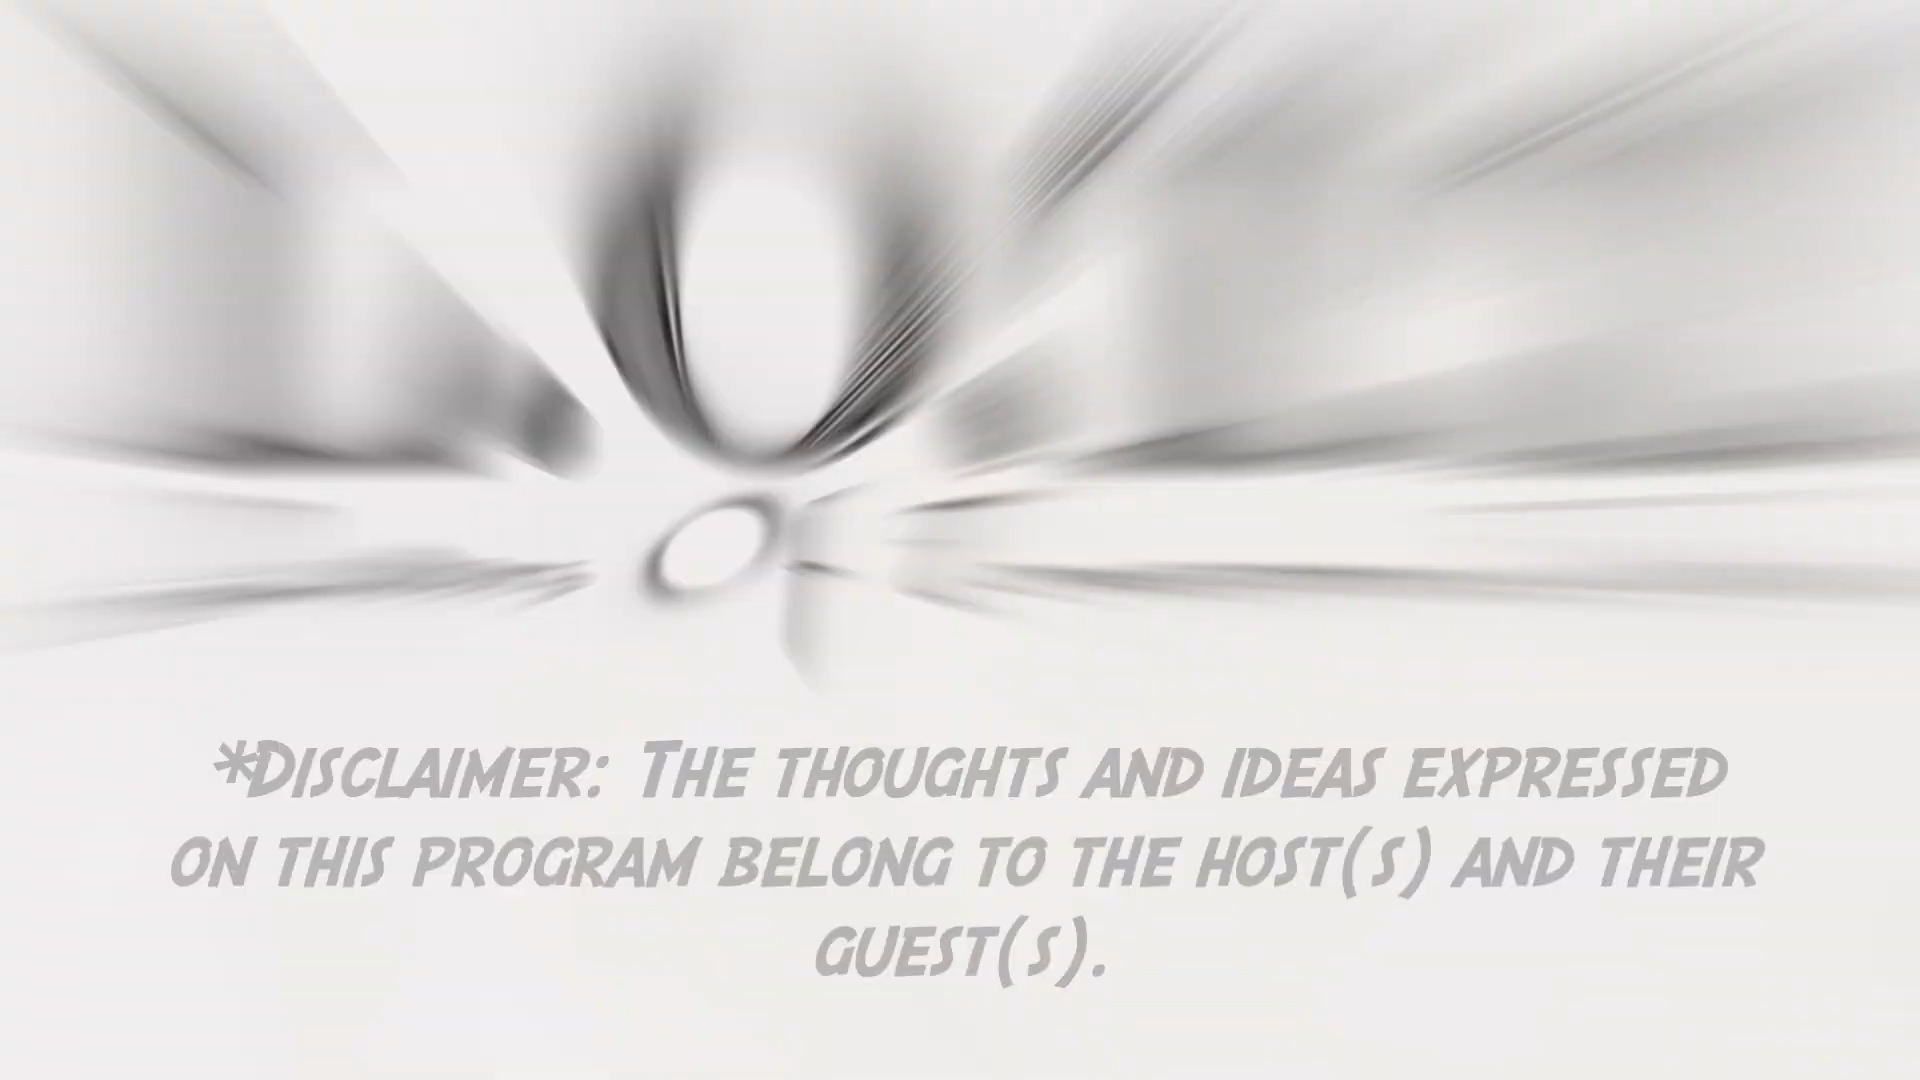 *Disclaimer: The thoughts and ideas expressed
on this program belong to the host(s) and their
guest(s).